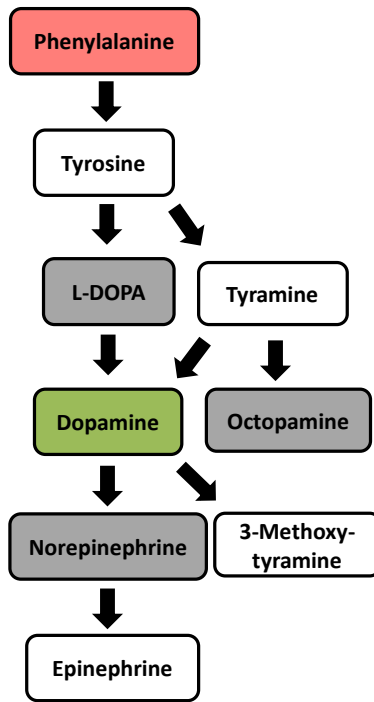 Phenylalanine
Tyrosine
L-DOPA
Tyramine
Dopamine
Octopamine
Norepinephrine
3-Methoxy-
tyramine
Epinephrine